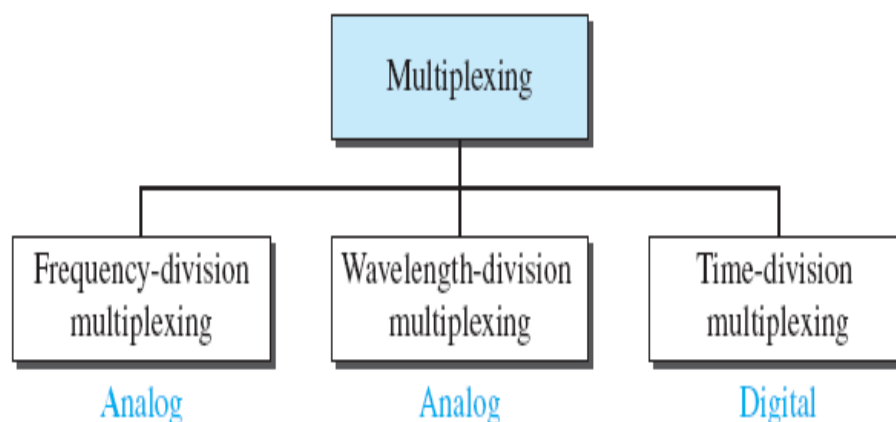 Multiplexing
Frequency-division
multiplexing
Wavelength-division
multiplexing
Time-division
multiplexing
Analog
Analog
Digital